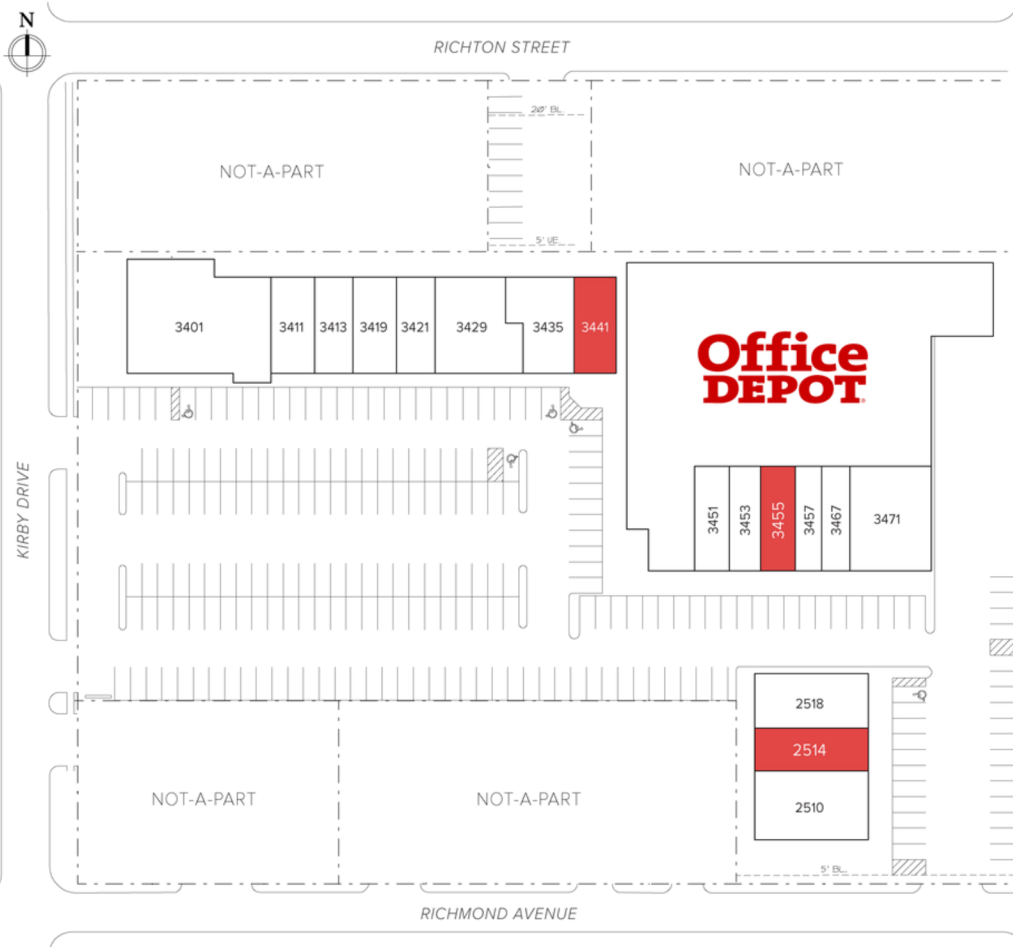 N
RICHTON STREET
20' BL.
NOT-A-PART
NOT-A-PART
5' UE
3401
3411
3413
3419
3421
3429
3435
3441
Office
DEPOT
KIRBY DRIVE
3451
3453
3455
3457
3467
3471
2518
2514
2510
NOT-A-PART
NOT-A-PART
5' BL.
RICHMOND AVENUE